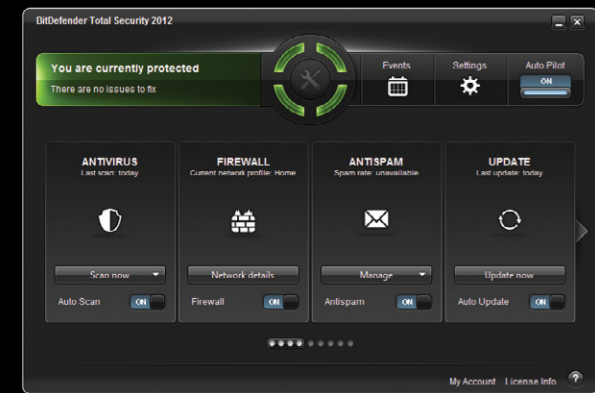 BitDefender Total Security 2012
You are currently protected
There are no issues to fix
Events
Settings
Auto Pilot
ON
ANTIVIRUS
Last scan: today
Scan now
Auto Scan
ON
FIREWALL
Current network profile: Home
Network details
Firewall
ON
ANTISPAM
Spam rate: unavailable
Manage
Antispam
ON
UPDATE
Last update: today
Update now
Auto Update
ON
My Account
License Info
?